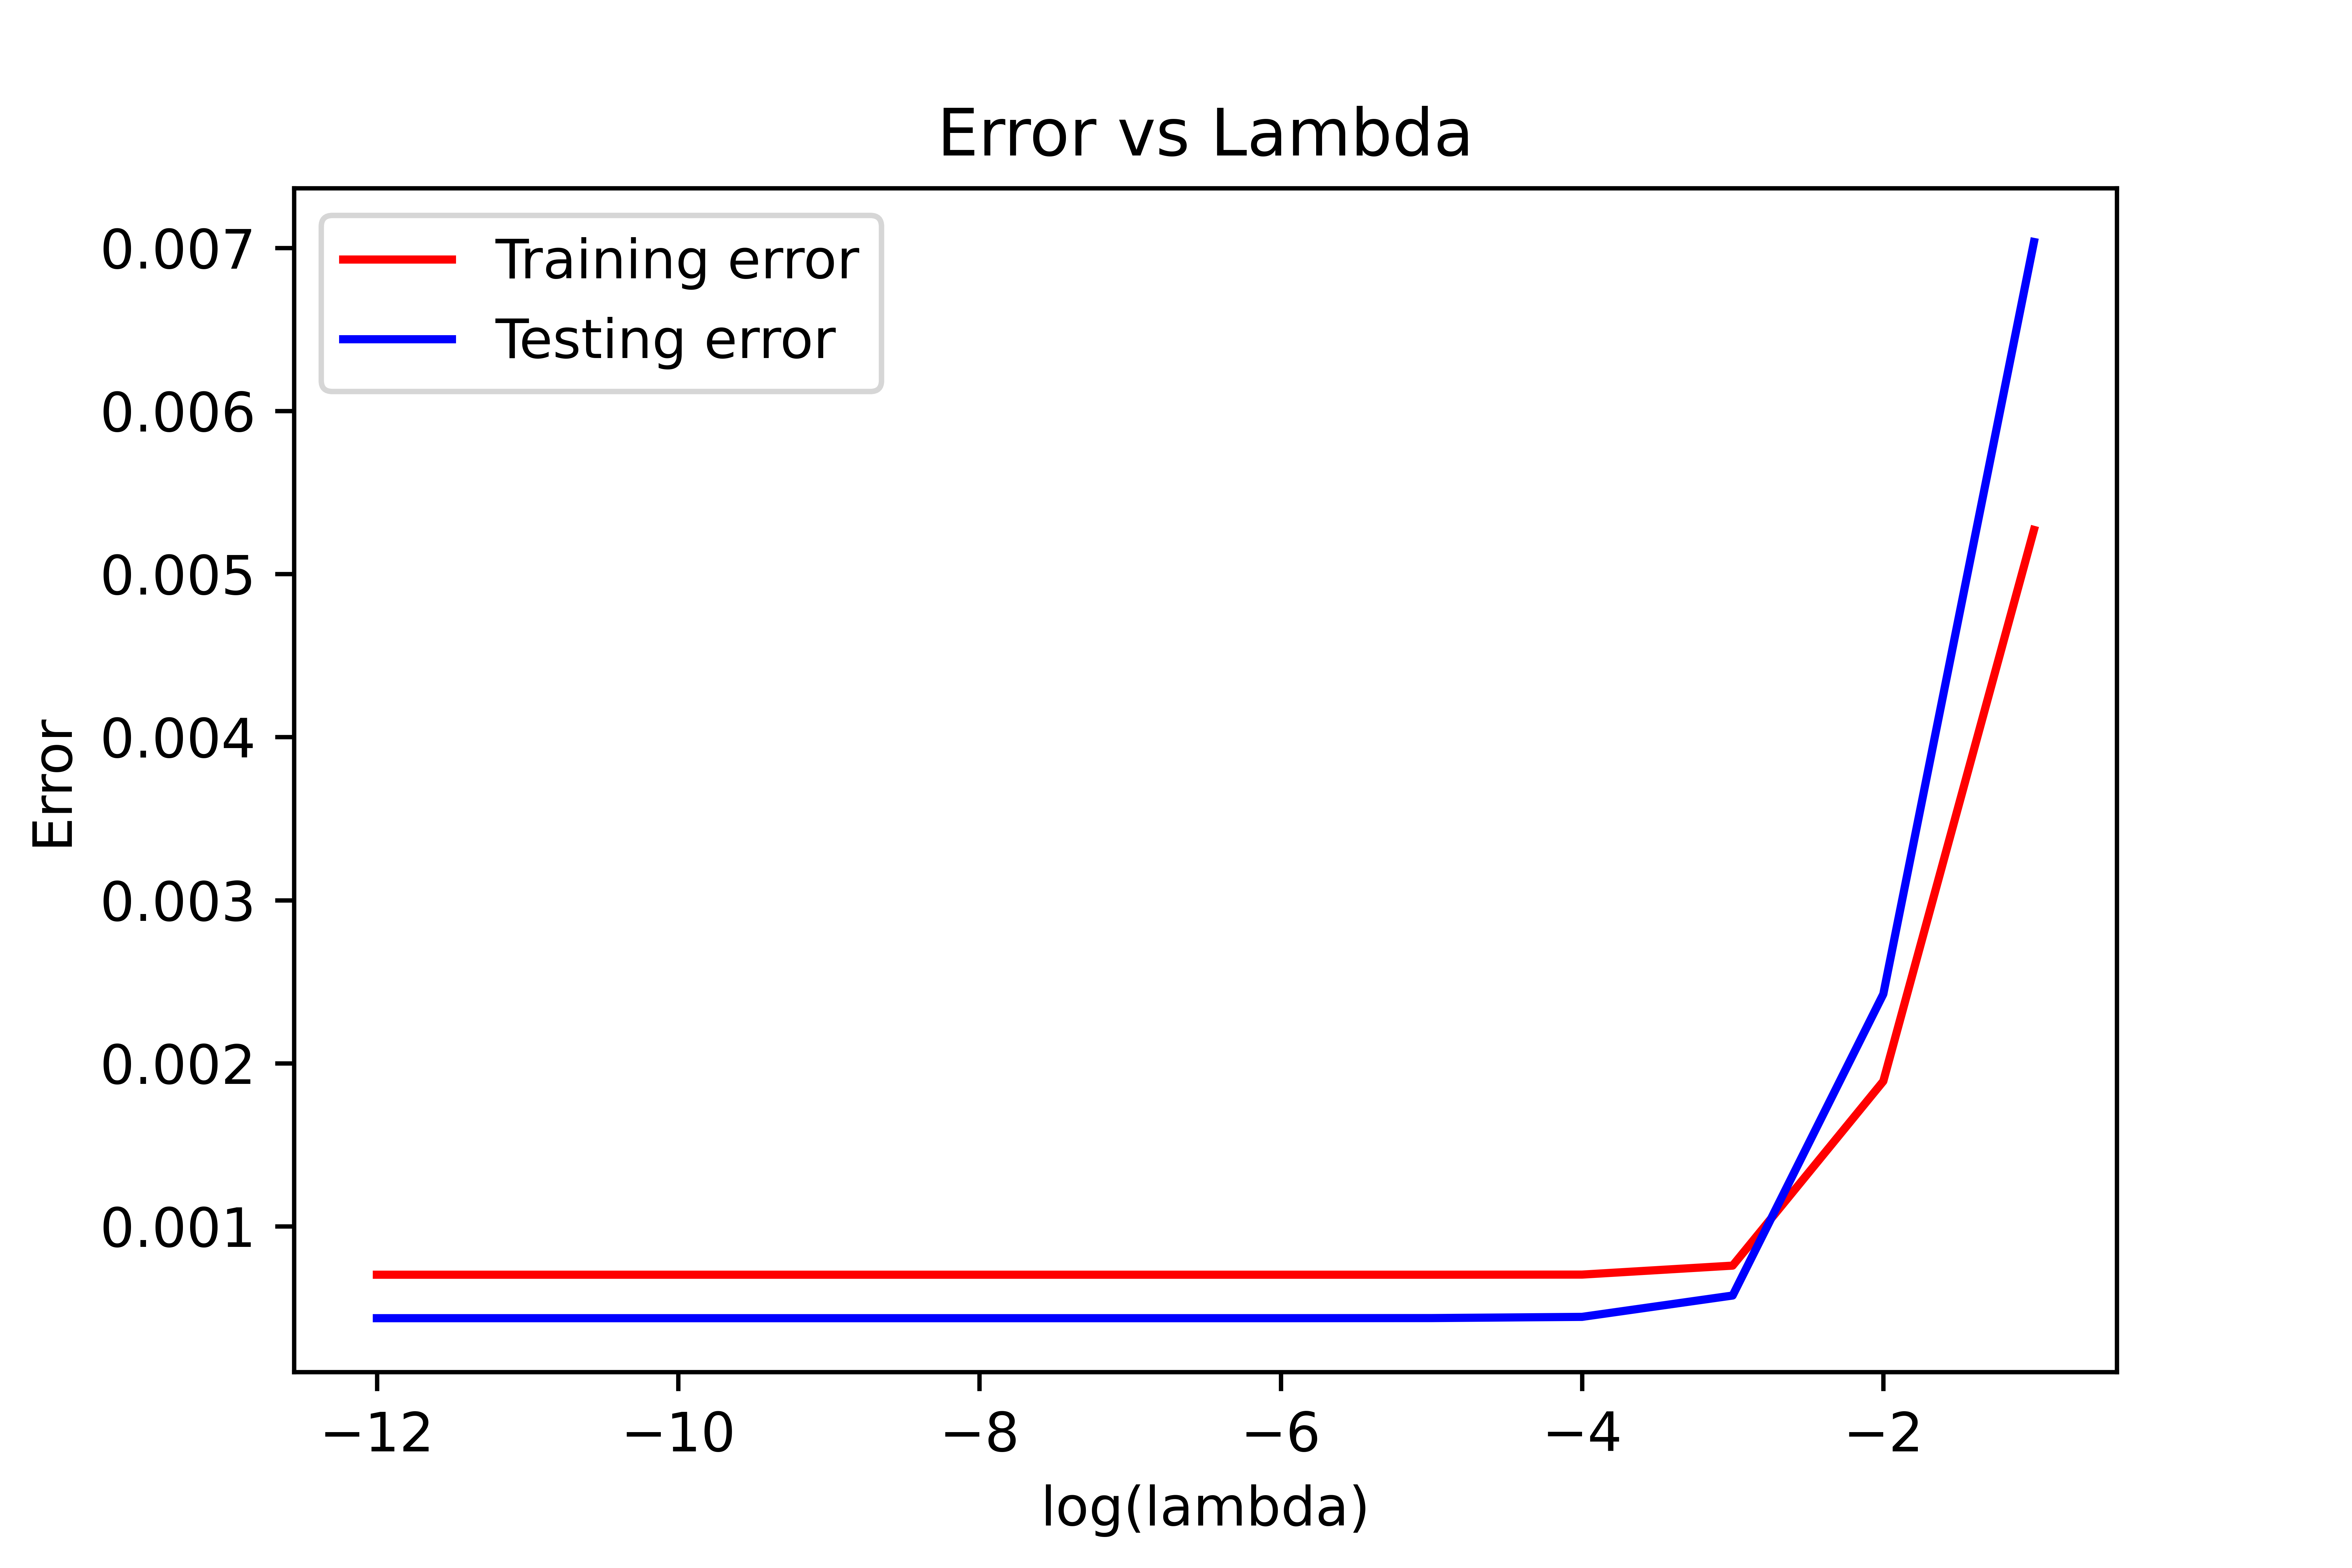 Error vs Lambda
Training error
Testing error
0.007
0.006
0.005
0.004
0.003
0.002
0.001
Error
−12 −10 −8 −6 −4 −2
log(lambda)